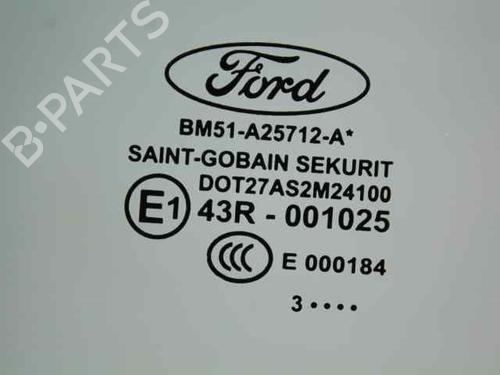 B-PARTS
Ford
BM51-A25712-A*
SAINT-GOBAIN SEKURIT
DOT27AS2M24100
E1 43R - 001025
CCC E 000184
3 ••••